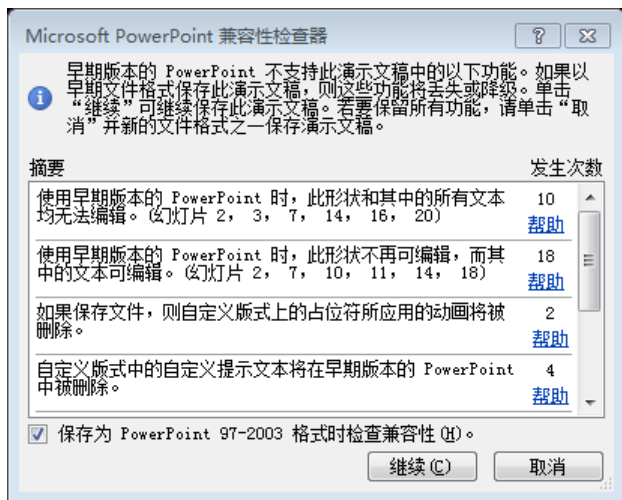 Microsoft PowerPoint 兼容性检查器
早期版本的 PowerPoint 不支持此演示文稿中的以下功能。如果以
早期文件格式保存此演示文稿，则这些功能将丢失或降级。单击
“继续”可继续保存此演示文稿。若要保留所有功能，请单击“取
消”并新的文件格式之一保存演示文稿。
摘要 发生次数
使用早期版本的 PowerPoint 时，此形状和其中的所有文本 10
均无法编辑。(幻灯片 2, 3, 7, 14, 16, 20) 帮助
使用早期版本的 PowerPoint 时，此形状不再可编辑，而其 18
中的文本可编辑。(幻灯片 2, 7, 10, 11, 14, 18) 帮助
如果保存文件，则自定义版式上的占位符所应用的动画将被 2
删除。 帮助
自定义版式中的自定义提示文本将在早期版本的 PowerPoint 4
中被删除。 帮助
保存为 PowerPoint 97-2003 格式时检查兼容性(H)。
继续(C) 取消